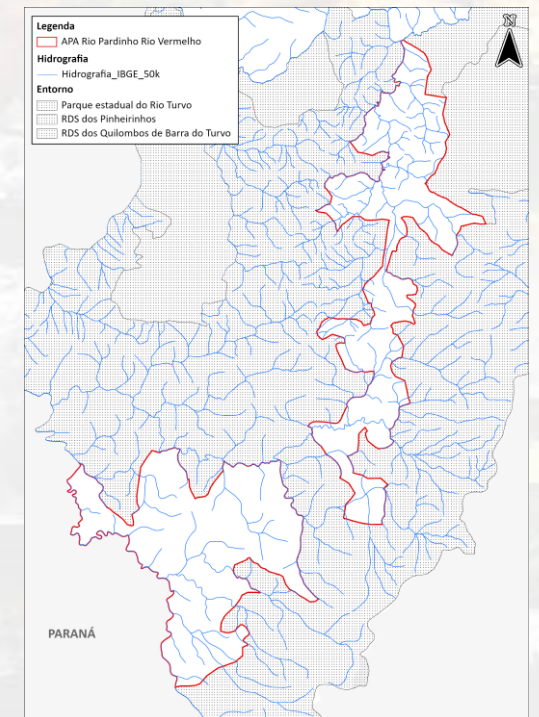 Legenda
APA Rio Pardinho Rio Vermelho
Hidrografia
Hidrografia_IBGE_50k
Entorno
Parque estadual do Rio Turvo
RDS dos Pinheirinhos
RDS dos Quilombos de Barra do Turvo
N
PARANÁ